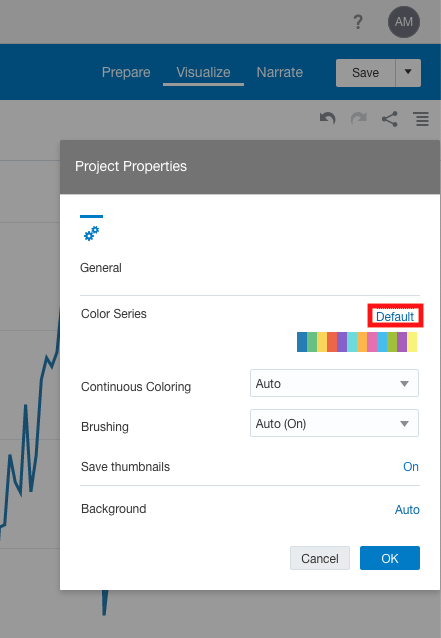 ? AM
Prepare Visualize Narrate Save
Project Properties
General
Color Series Default
Continuous Coloring Auto
Brushing Auto (On)
Save thumbnails On
Background Auto
Cancel OK